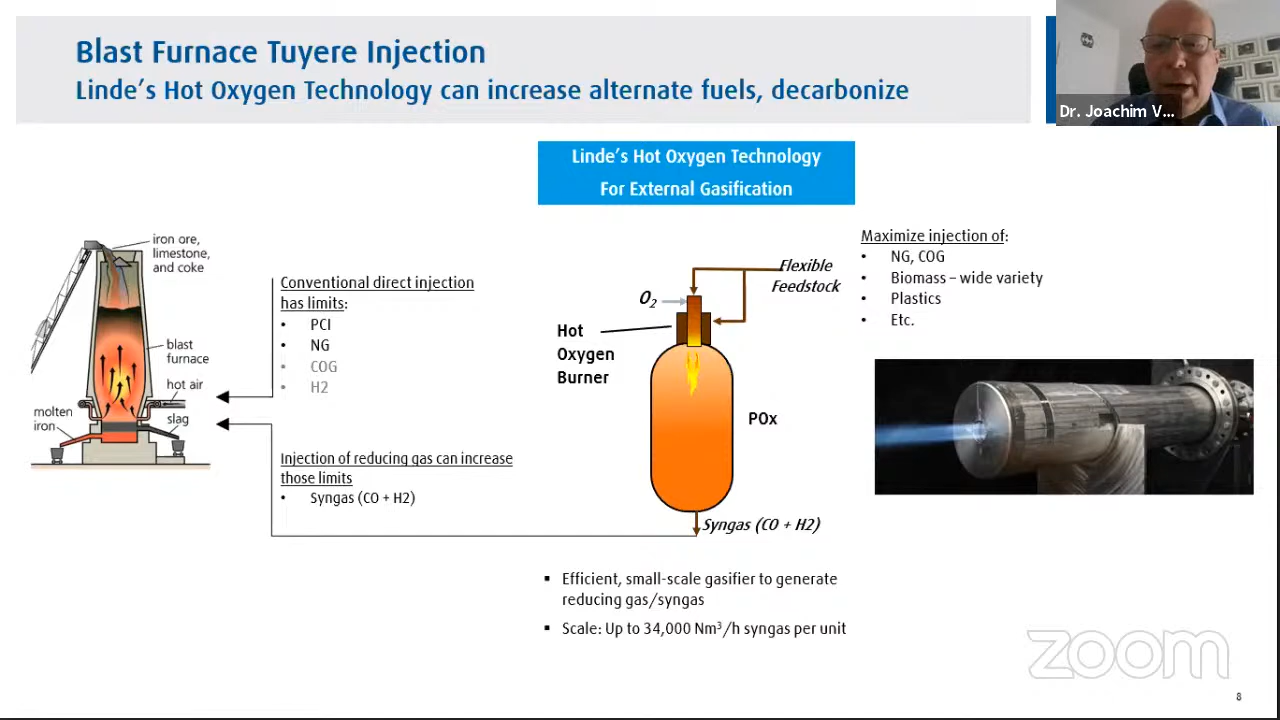 Blast Furnace Tuyere Injection
Linde's Hot Oxygen Technology can increase alternate fuels, decarbonize
Dr. Joachim V...
Linde's Hot Oxygen Technology
For External Gasification
iron ore,
limestone,
and coke
blast
furnace
hot air
molten
iron
slag
Conventional direct injection
has limits:
• PCI
• NG
• COG
• H2
Injection of reducing gas can increase
those limits
• Syngas (CO + H2)
Flexible
Feedstock
O2
Hot
Oxygen
Burner
POx
Syngas (CO + H2)
Maximize injection of:
• NG, COG
• Biomass – wide variety
• Plastics
• Etc.
▪ Efficient, small-scale gasifier to generate
reducing gas/syngas
▪ Scale: Up to 34,000 Nm³/h syngas per unit
zoom
8